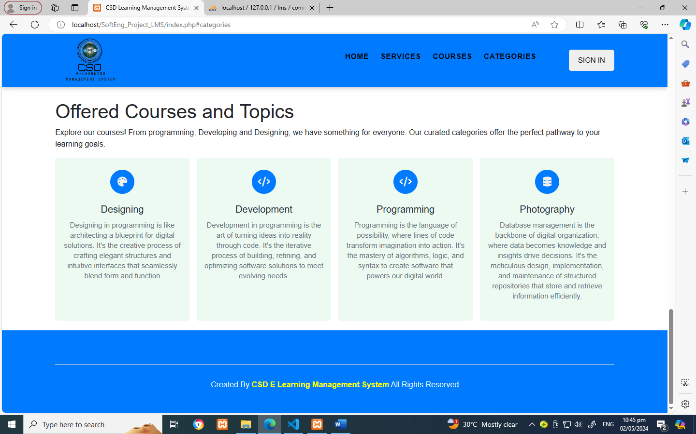 Sign in
CSD Learning Management Syste
localhost / 127.0.0.1 / lms / comm
localhost/SoftEng_Project_LMS/index.php#categories
CSD
E-LEARNING
MANAGEMENT SYSTEM
HOME SERVICES COURSES CATEGORIES
SIGN IN
Offered Courses and Topics
Explore our courses! From programming, Developing and Designing, we have something for everyone. Our curated categories offer the perfect pathway to your
learning goals.
Designing
Designing in programming is like
architecting a blueprint for digital
solutions. It's the creative process of
crafting elegant structures and
intuitive interfaces that seamlessly
blend form and function
Development
Development in programming is the
art of turning ideas into reality
through code. It's the iterative
process of building, refining, and
optimizing software solutions to meet
evolving needs
Programming
Programming is the language of
possibility, where lines of code
transform imagination into action. It's
the mastery of algorithms, logic, and
syntax to create software that
powers our digital world
Photography
Database management is the
backbone of digital organization,
where data becomes knowledge and
insights drive decisions. It's the
meticulous design, implementation,
and maintenance of structured
repositories that store and retrieve
information efficiently.
Created By CSD E Learning Management System All Rights Reserved
Type here to search
30°C Mostly clear
ENG
10:45 pm
02/05/2024
2